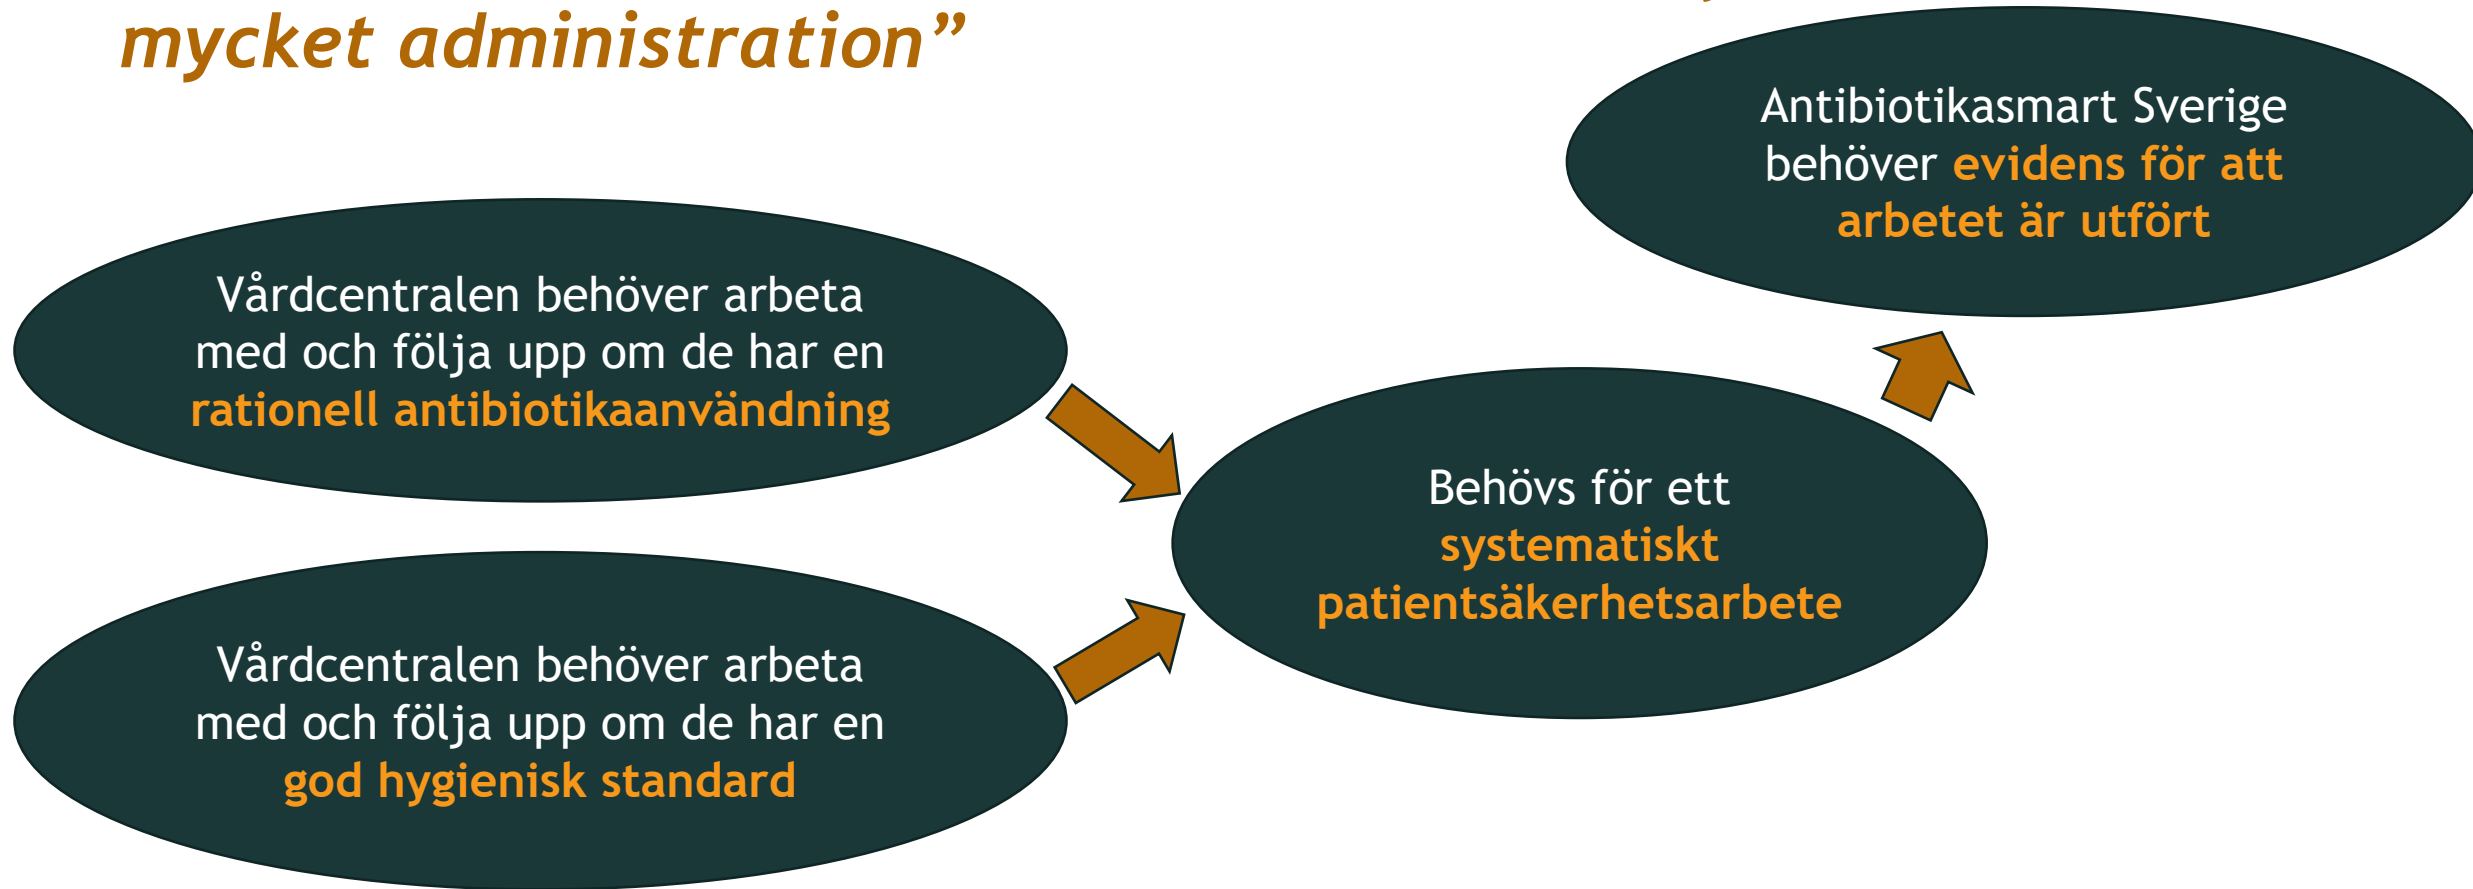 mycket administration”
Antibiotikasmart Sverige
behöver evidens för att
arbetet är utfört
Vårdcentralen behöver arbeta
med och följa upp om de har en
rationell antibiotikaanvändning
Behövs för ett
systematiskt
patientsäkerhetsarbete
Vårdcentralen behöver arbeta
med och följa upp om de har en
god hygienisk standard